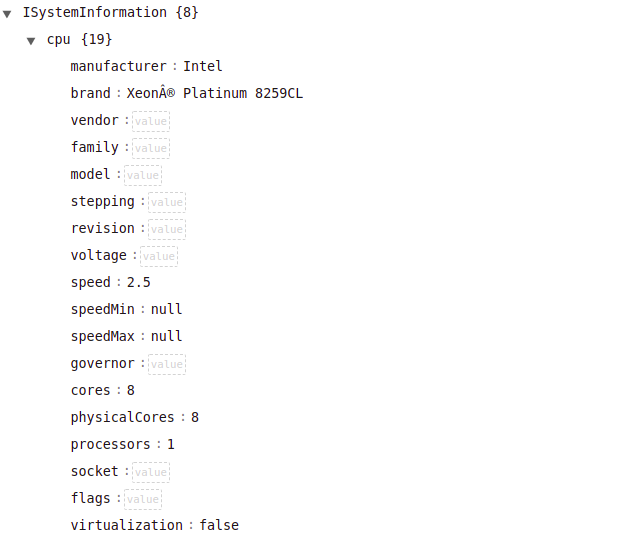 ISystemInformation {8}
cpu {19}
manufacturer : Intel
brand : XeonÂ® Platinum 8259CL
vendor : value
family : value
model : value
stepping : value
revision : value
voltage : value
speed : 2.5
speedMin : null
speedMax : null
governor : value
cores : 8
physicalCores : 8
processors : 1
socket : value
flags : value
virtualization : false